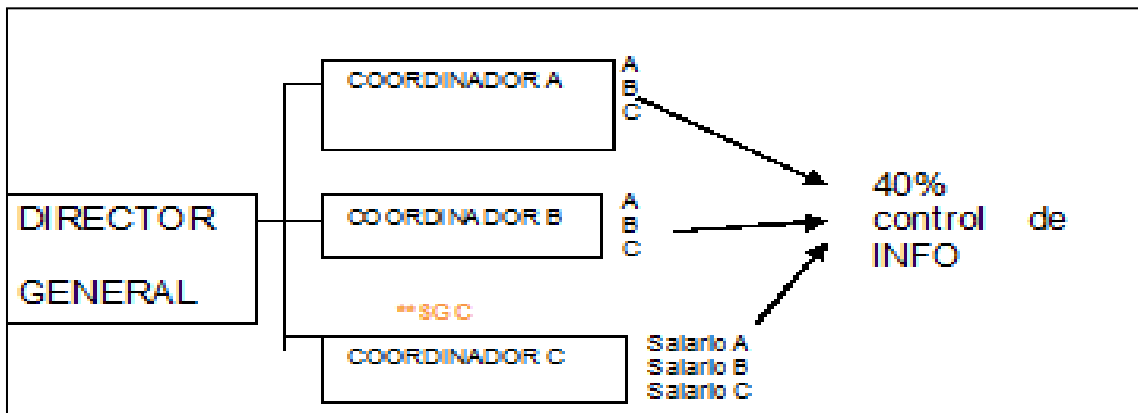 COORDINADOR A
A
B
C
DIRECTOR
GENERAL
COORDINADOR B
A
B
C
40%
control de
INFO
**SGC
COORDINADOR C
Salario A
Salario B
Salario C